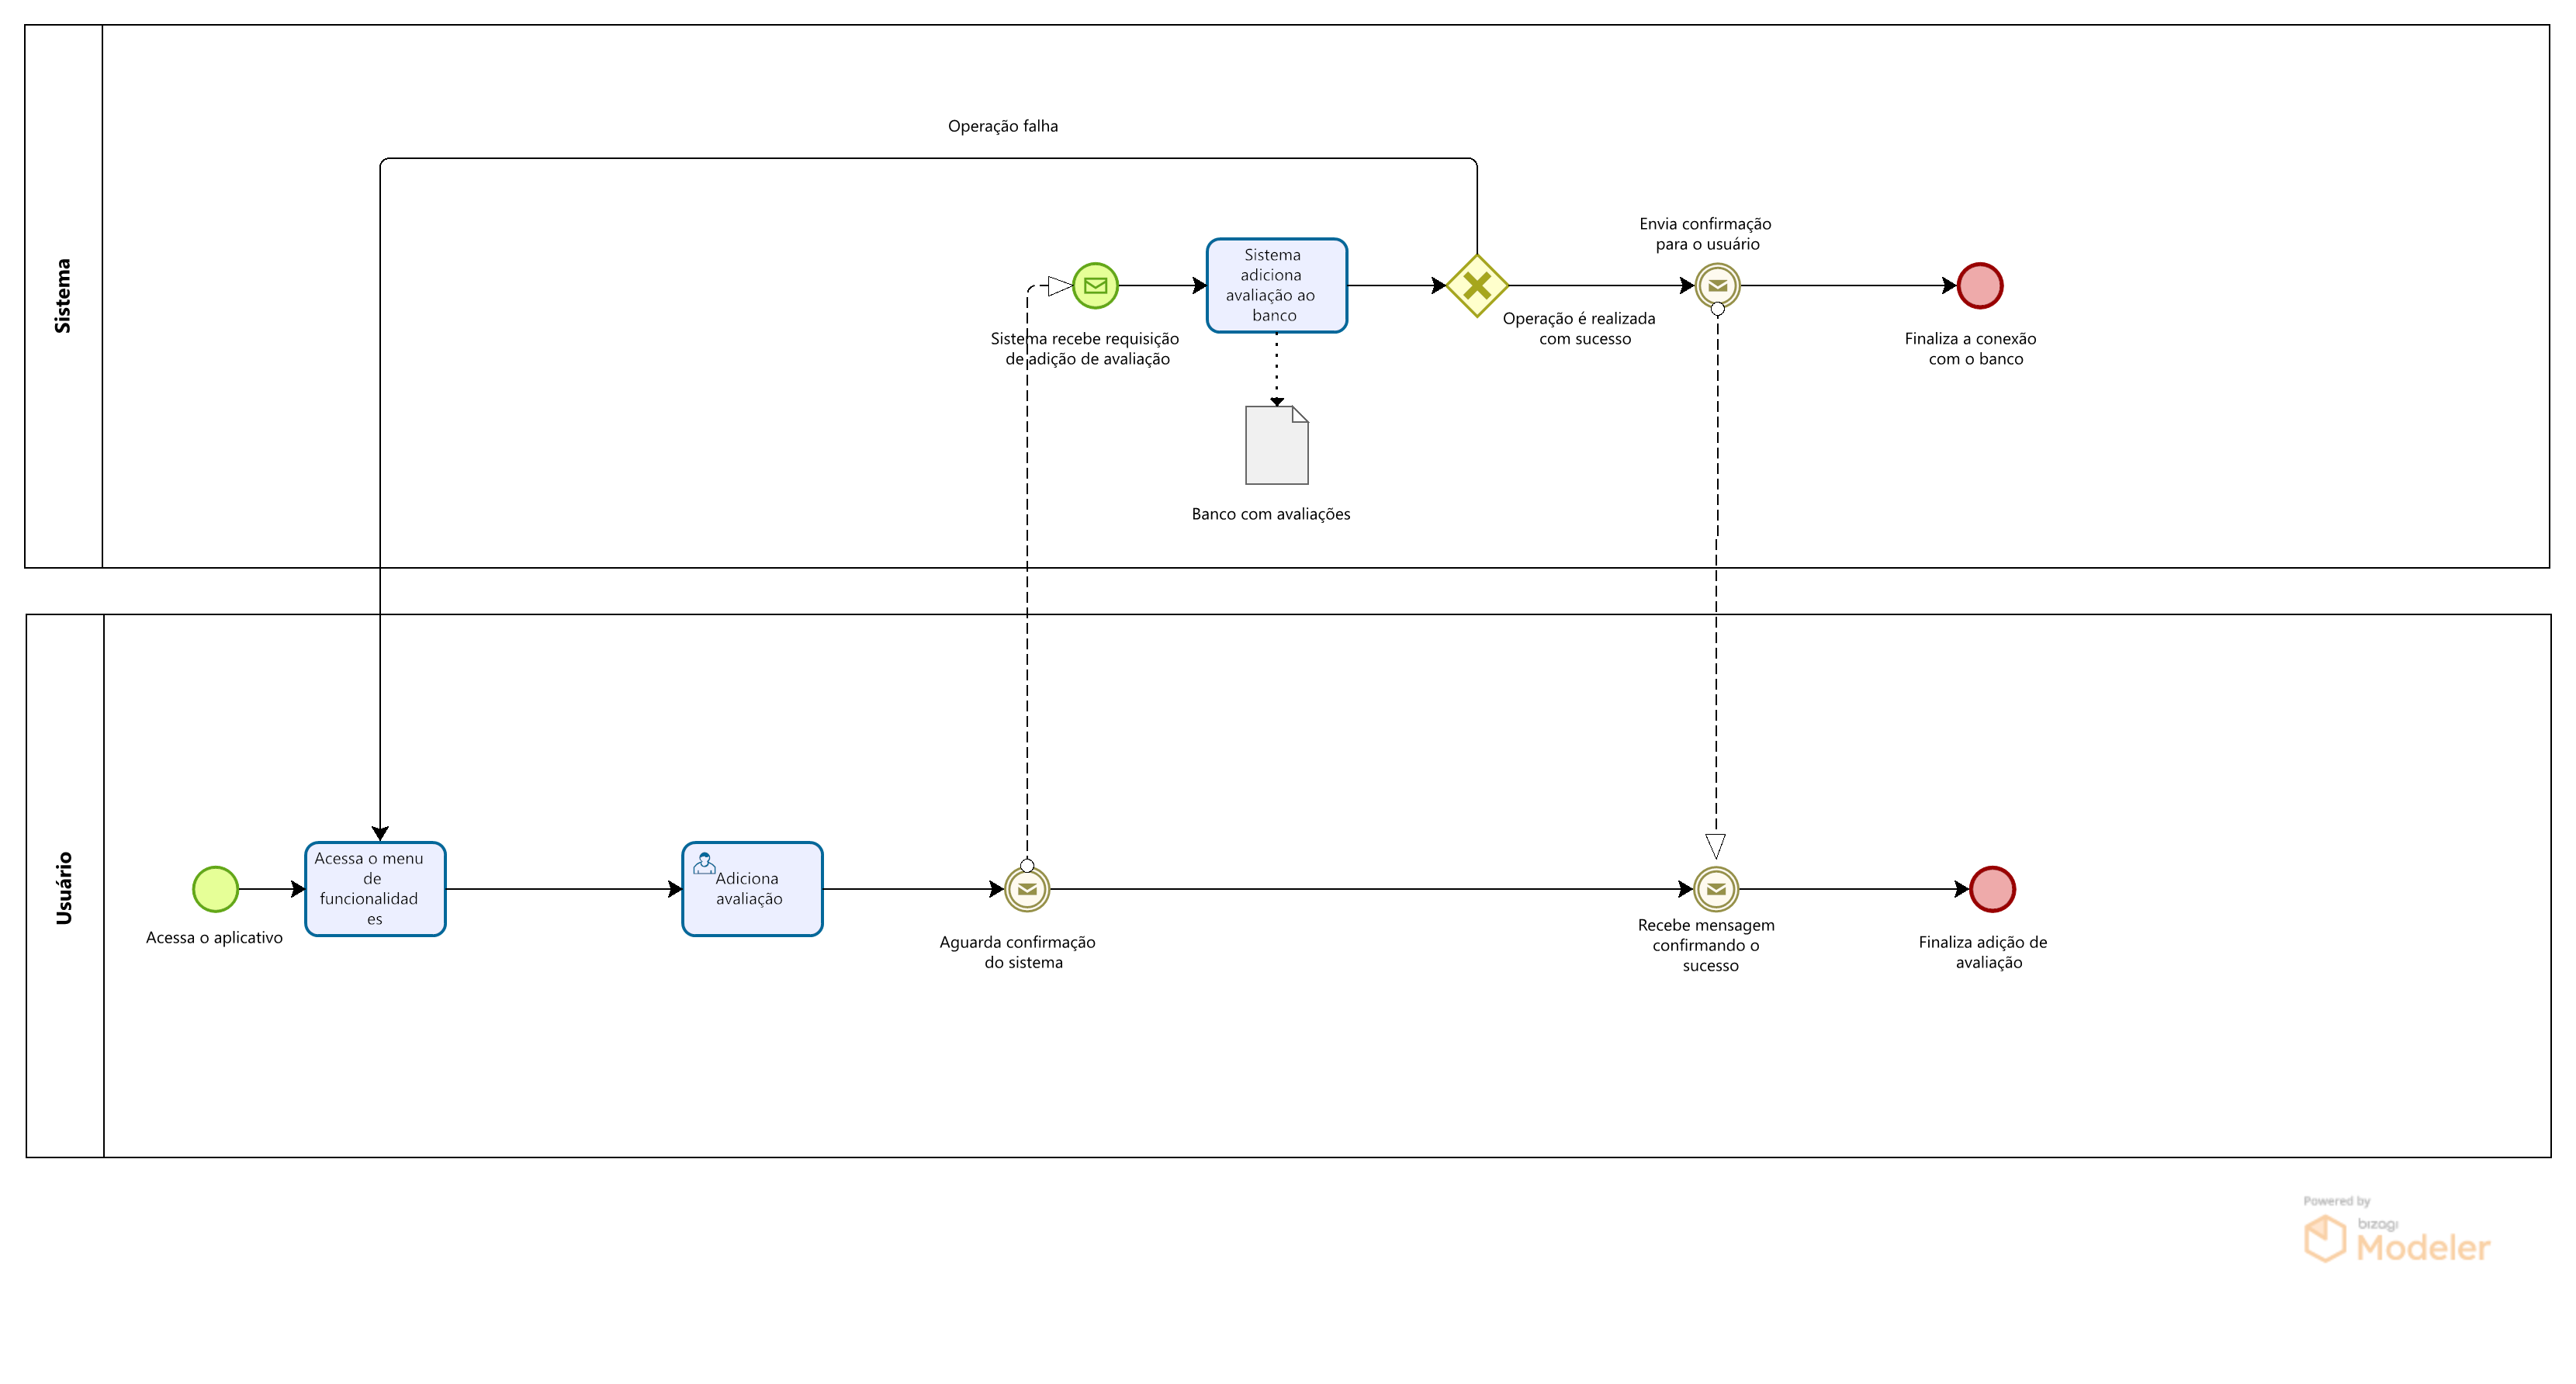 Sistema
Operação falha
Envia confirmação
para o usuário
Sistema
adiciona
avaliação ao
banco
Operação é realizada
com sucesso
Sistema recebe requisição
de adição de avaliação
Finaliza a conexão
com o banco
Banco com avaliações
Usuário
Acessa o aplicativo
Acessa o menu
de
funcionalidad
es
Adiciona
avaliação
Aguarda confirmação
do sistema
Recebe mensagem
confirmando o
sucesso
Finaliza adição de
avaliação
Powered by
bizagi
Modeler